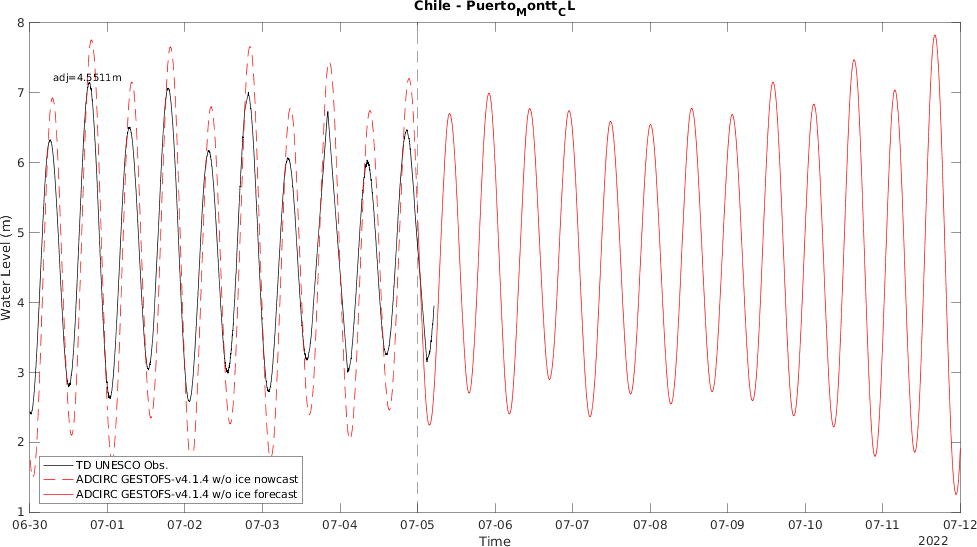 Chile - Puerto_Montt_CL
adj=4.5511m
8
7
6
5
4
3
2
1
Water Level (m)
TD UNESCO Obs.
ADCIRC GESTOFS-v4.1.4 w/o ice nowcast
ADCIRC GESTOFS-v4.1.4 w/o ice forecast
06-30 07-01 07-02 07-03 07-04 07-05 07-06 07-07 07-08 07-09 07-10 07-11 07-12
Time
2022